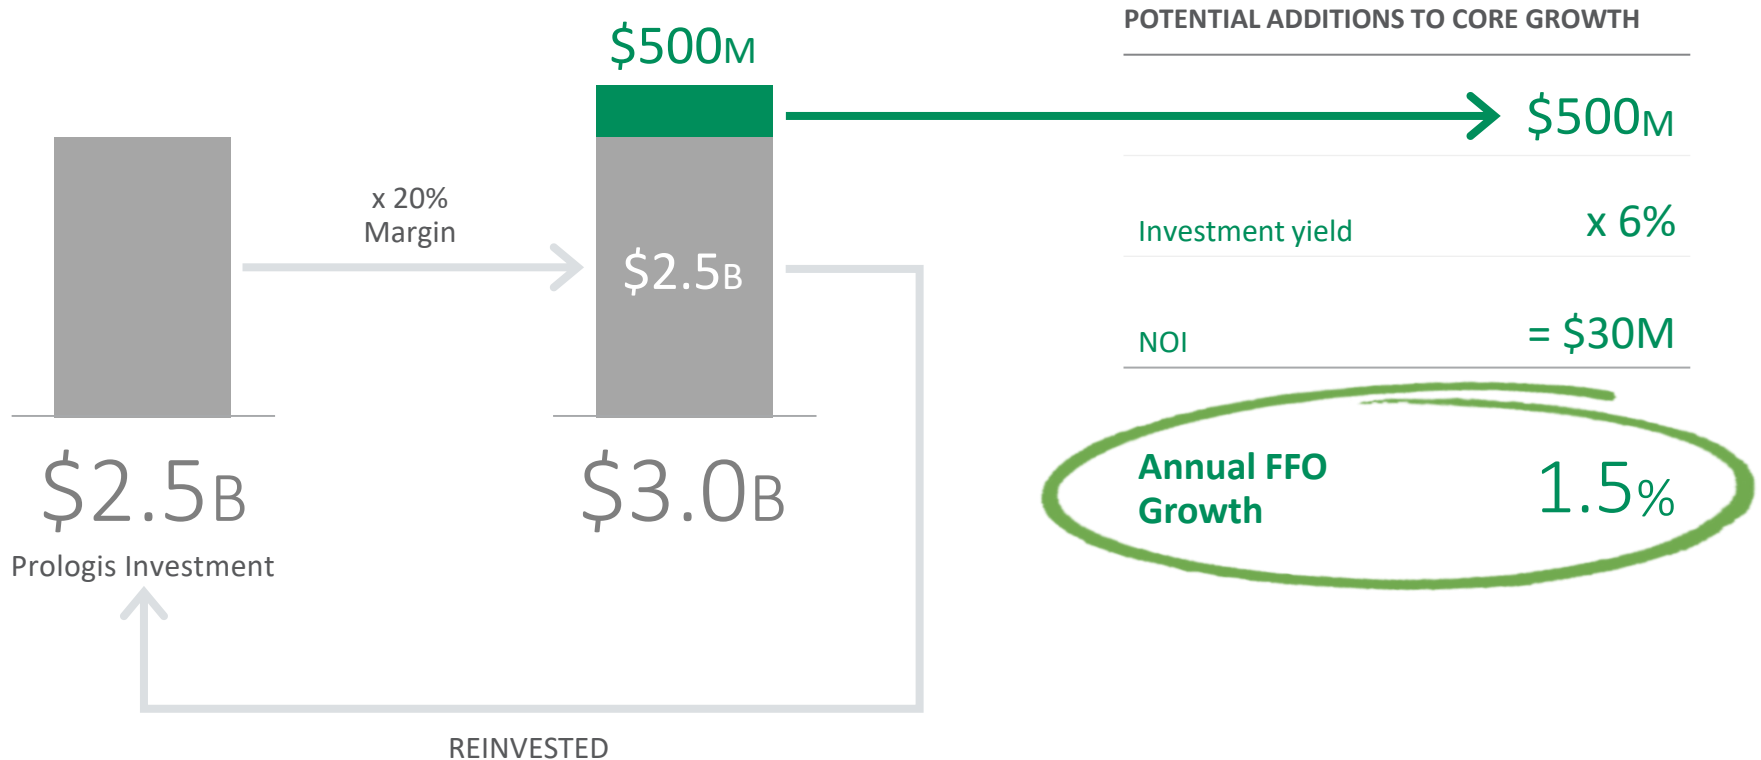 POTENTIAL ADDITIONS TO CORE GROWTH
$500M
$500M
x 20%
Margin
$2.5B
Investment yield
x 6%
NOI
= $30M
$2.5B
Prologis Investment
$3.0B
Annual FFO
Growth
1.5%
REINVESTED